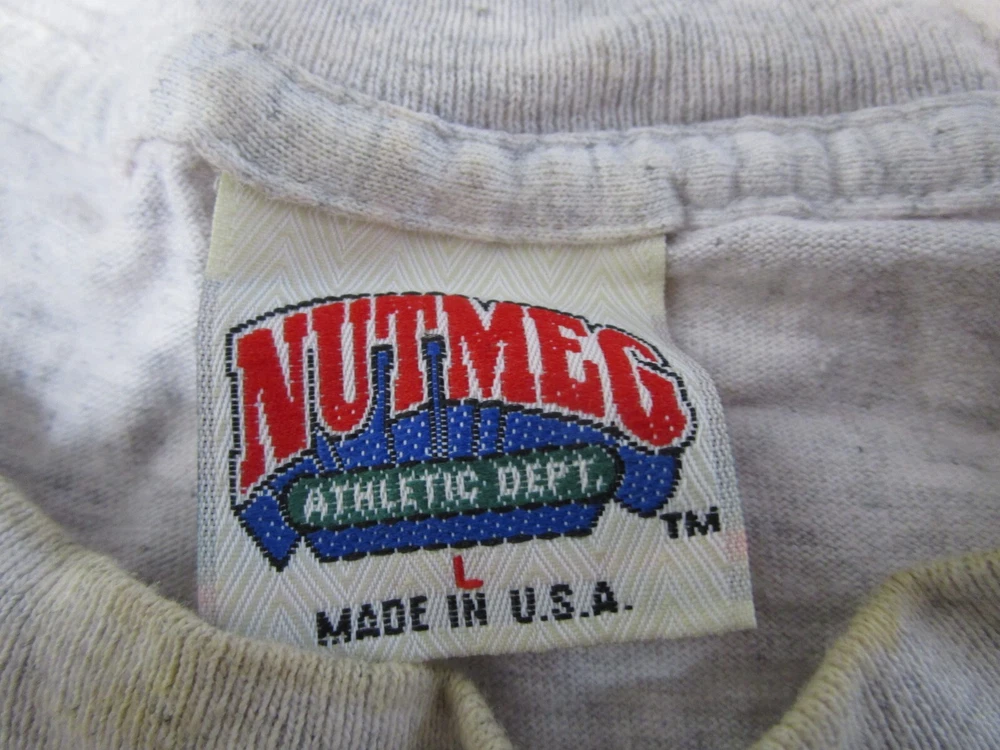 NUTMEG
ATHLETIC DEPT.
TM
L
MADE IN U.S.A.